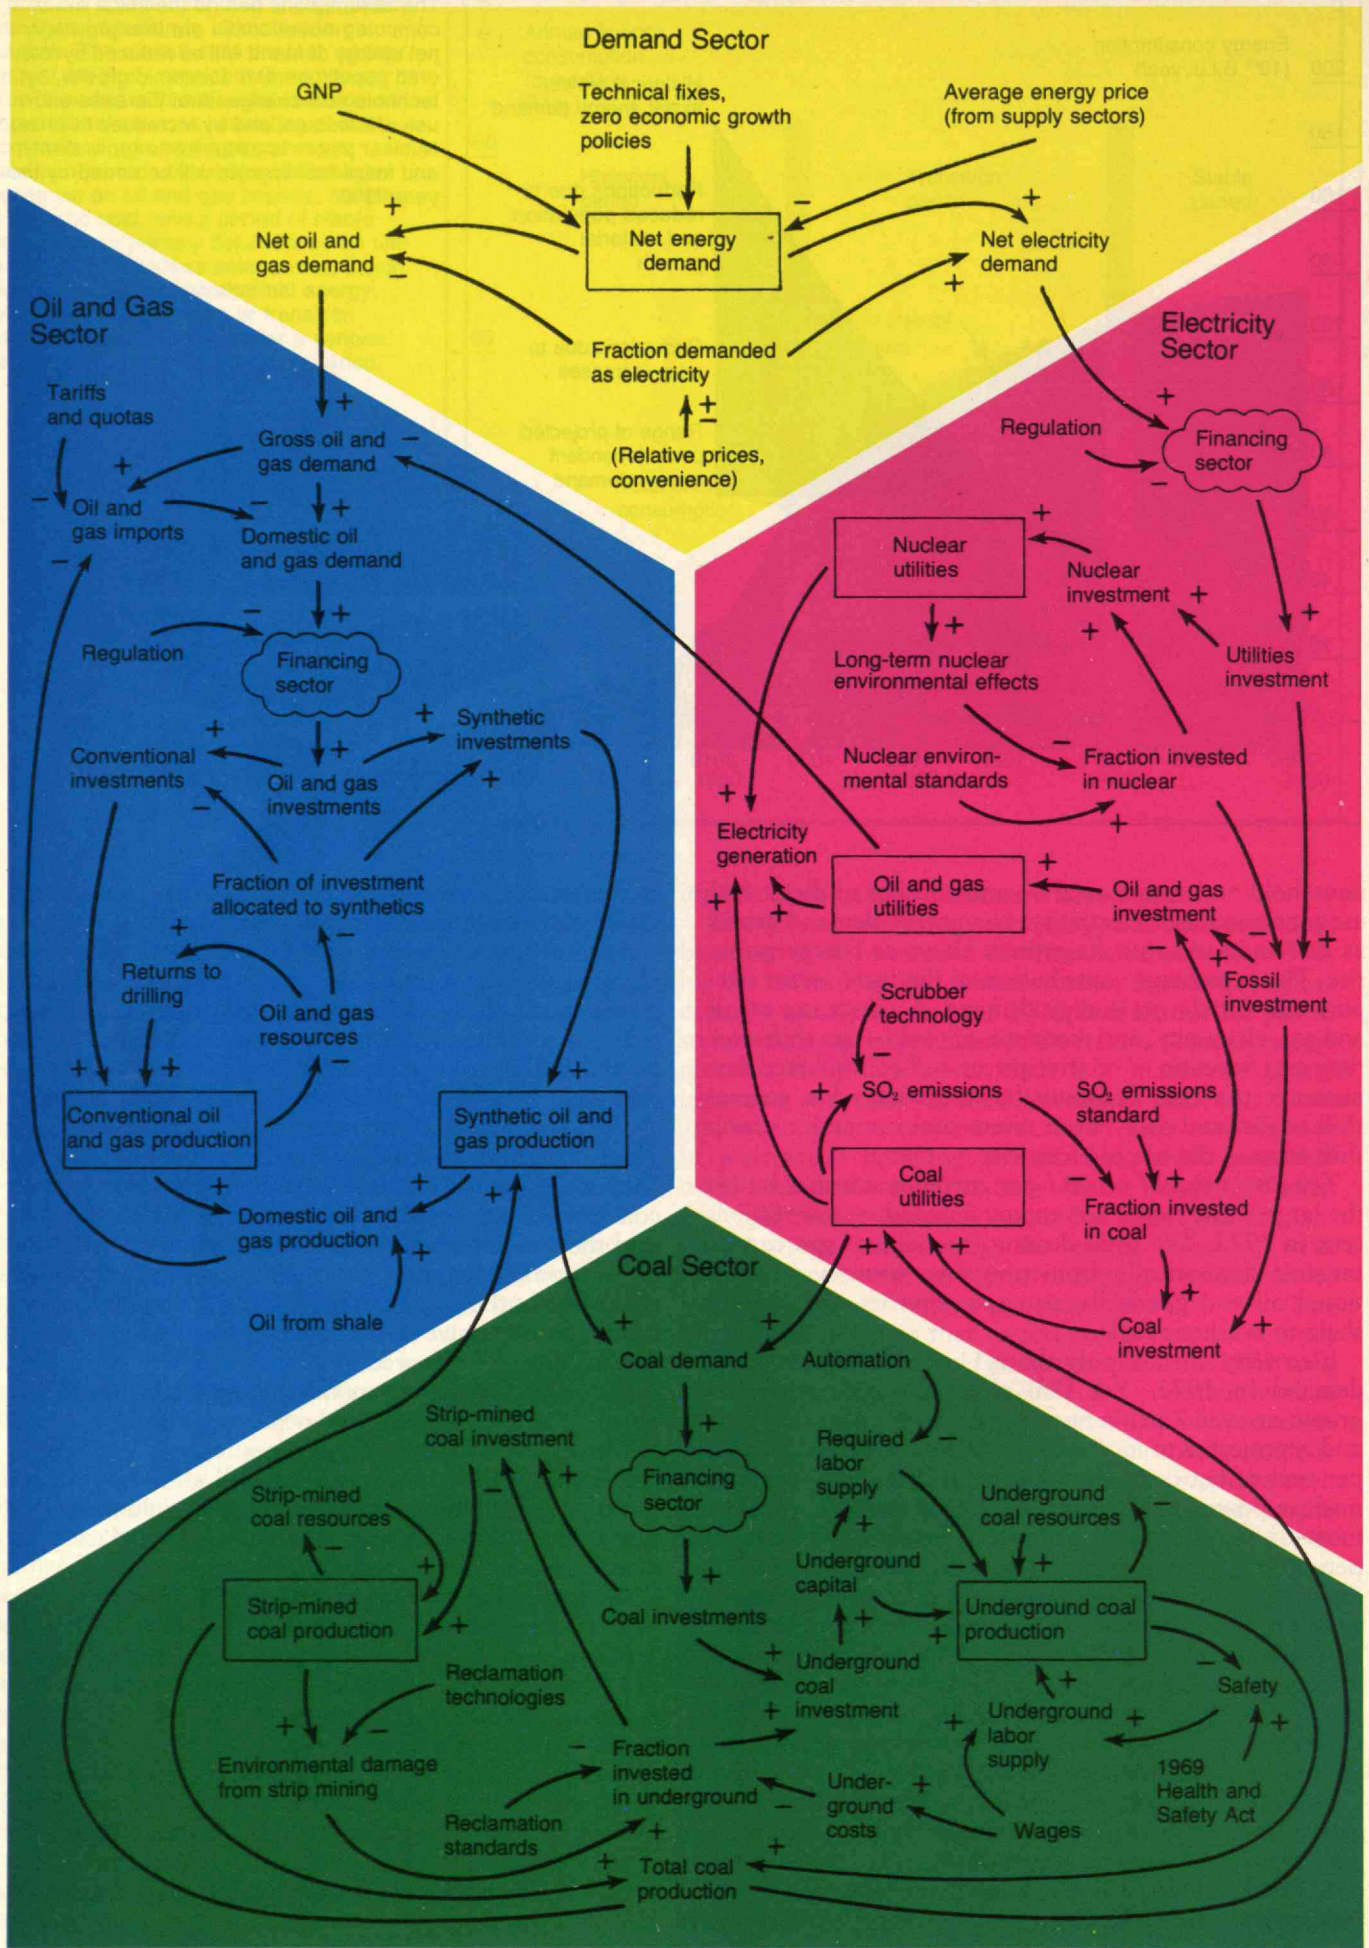 Demand Sector
GNP
Technical fixes,
zero economic growth
policies
Average energy price
(from supply sectors)
+
−
−
+
+
Net oil and
gas demand
−
Net energy
demand
Net electricity
demand
+
Fraction demanded
as electricity
+
−
(Relative prices,
convenience)
Oil and Gas
Sector
Tariffs
and quotas
+
Gross oil and
gas demand
−
+
−
Oil and
gas imports
−
+
Domestic oil
and gas demand
−
−
+
Regulation
Financing
sector
+
+
+
Synthetic
investments
Conventional
investments
Oil and gas
investments
−
+
Fraction of investment
allocated to synthetics
+
−
Returns to
drilling
Oil and gas
resources
−
+
+
+
Conventional oil
and gas production
Synthetic oil and
gas production
+
+
+
Domestic oil and
gas production
+
Oil from shale
Electricity
Sector
+
Regulation
Financing
sector
−
+
Nuclear
utilities
Nuclear
investment
+
+
+
+
Utilities
investment
Long-term nuclear
environmental effects
−
Nuclear environ-
mental standards
Fraction invested
in nuclear
+
+
Electricity
generation
+
Oil and gas
utilities
Oil and gas
investment
+
+
−
+
−
+
Fossil
investment
Scrubber
technology
−
+
SO₂ emissions
SO₂ emissions
standard
−
+
Coal
utilities
Fraction invested
in coal
+
+
+
+
Coal
investment
Coal Sector
+
+
Coal demand
Automation
+
Strip-mined
coal investment
−
Required
labor
supply
+
−
Financing
sector
Strip-mined
coal resources
Underground
coal resources
−
−
+
+
Underground
capital
−
+
+
Strip-mined
coal production
+
Coal investments
+
+
Underground coal
production
+
Underground
coal
investment
+
−
Safety
+
Reclamation
technologies
+
−
Underground
labor
supply
+
+
+
Environmental damage
from strip mining
−
Fraction
invested
in underground
−
Under-
ground
costs
+
1969
Health and
Safety Act
Reclamation
standards
+
Wages
+
Total coal
production
+